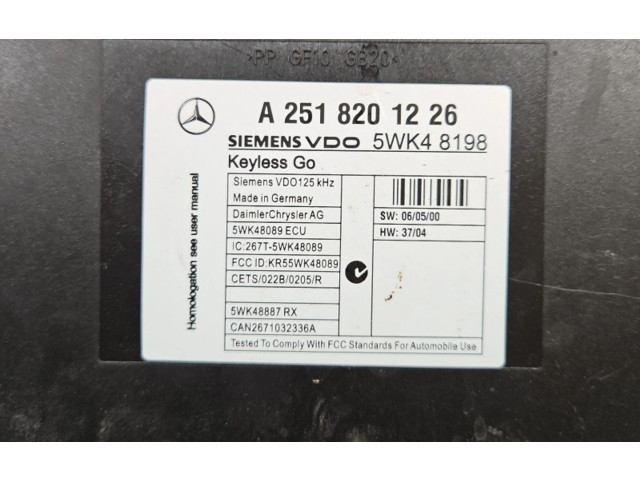 >PP GF10 GB20<
A 251 820 12 26
SIEMENS VDO 5WK4 8198
Keyless Go
Siemens VDO125 kHz
Made in Germany
DaimlerChrysler AG
5WK48089 ECU
IC:267T-5WK48089
FCC ID:KR55WK48089
CETS/022B/0205/R
5WK48887 RX
CAN2671032336A
SW: 06/05/00
HW: 37/04
Tested To Comply With FCC Standards For Automobile Use
Homologation see user manual